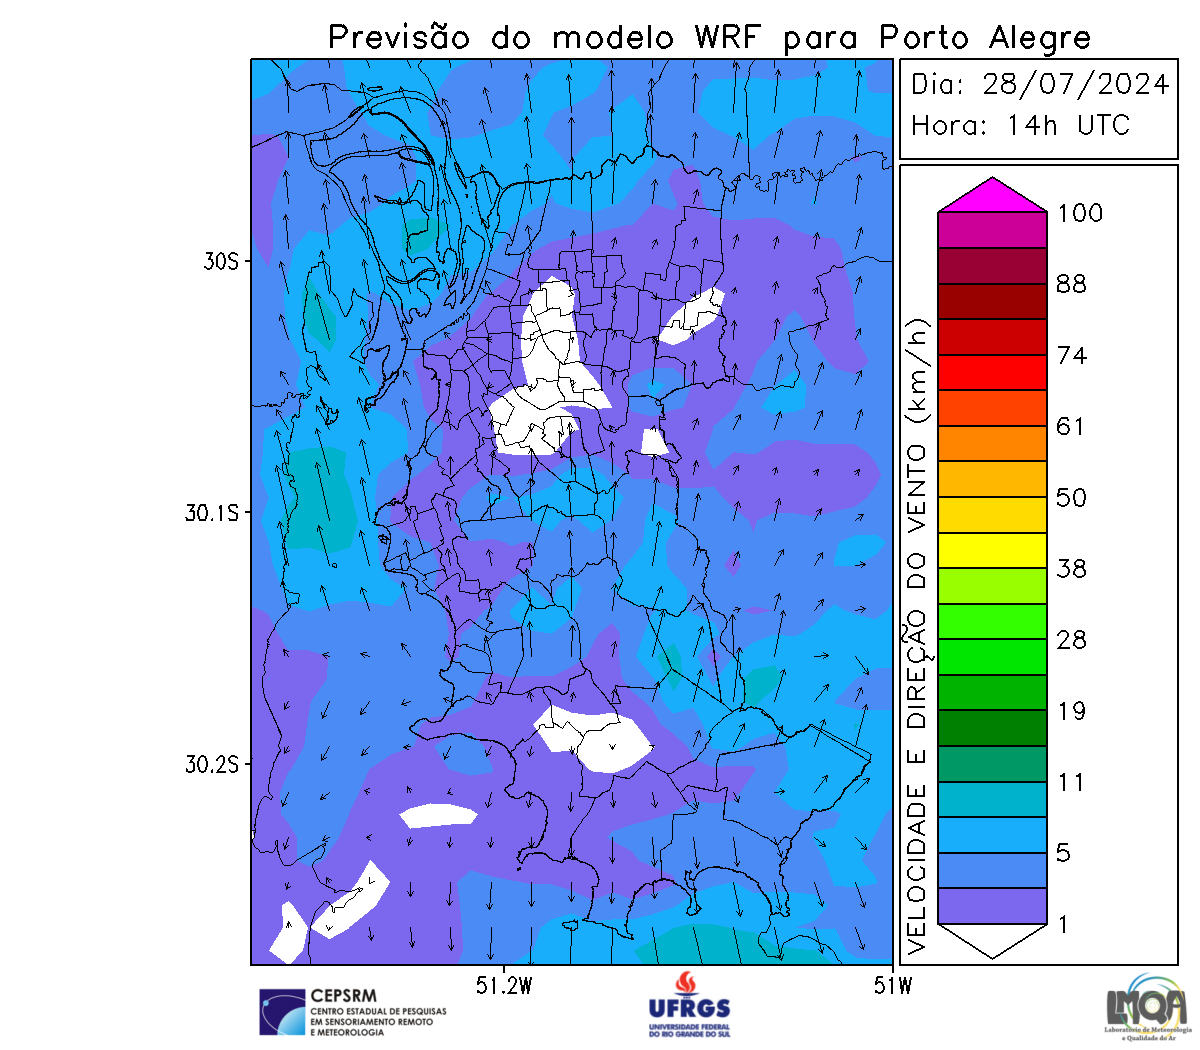 Previsão do modelo WRF para Porto Alegre
Dia: 28/07/2024
Hora: 14h UTC
30S
30.1S
30.2S
51.2W
51W
VELOCIDADE E DIREÇÃO DO VENTO (km/h)
100
88
74
61
50
38
28
19
11
5
1
CEPSRM
CENTRO ESTADUAL DE PESQUISAS
EM SENSORIAMENTO REMOTO
E METEOROLOGIA
UFRGS
UNIVERSIDADE FEDERAL
DO RIO GRANDE DO SUL
LMQA
Laboratório de Meteorologia
e Qualidade do Ar